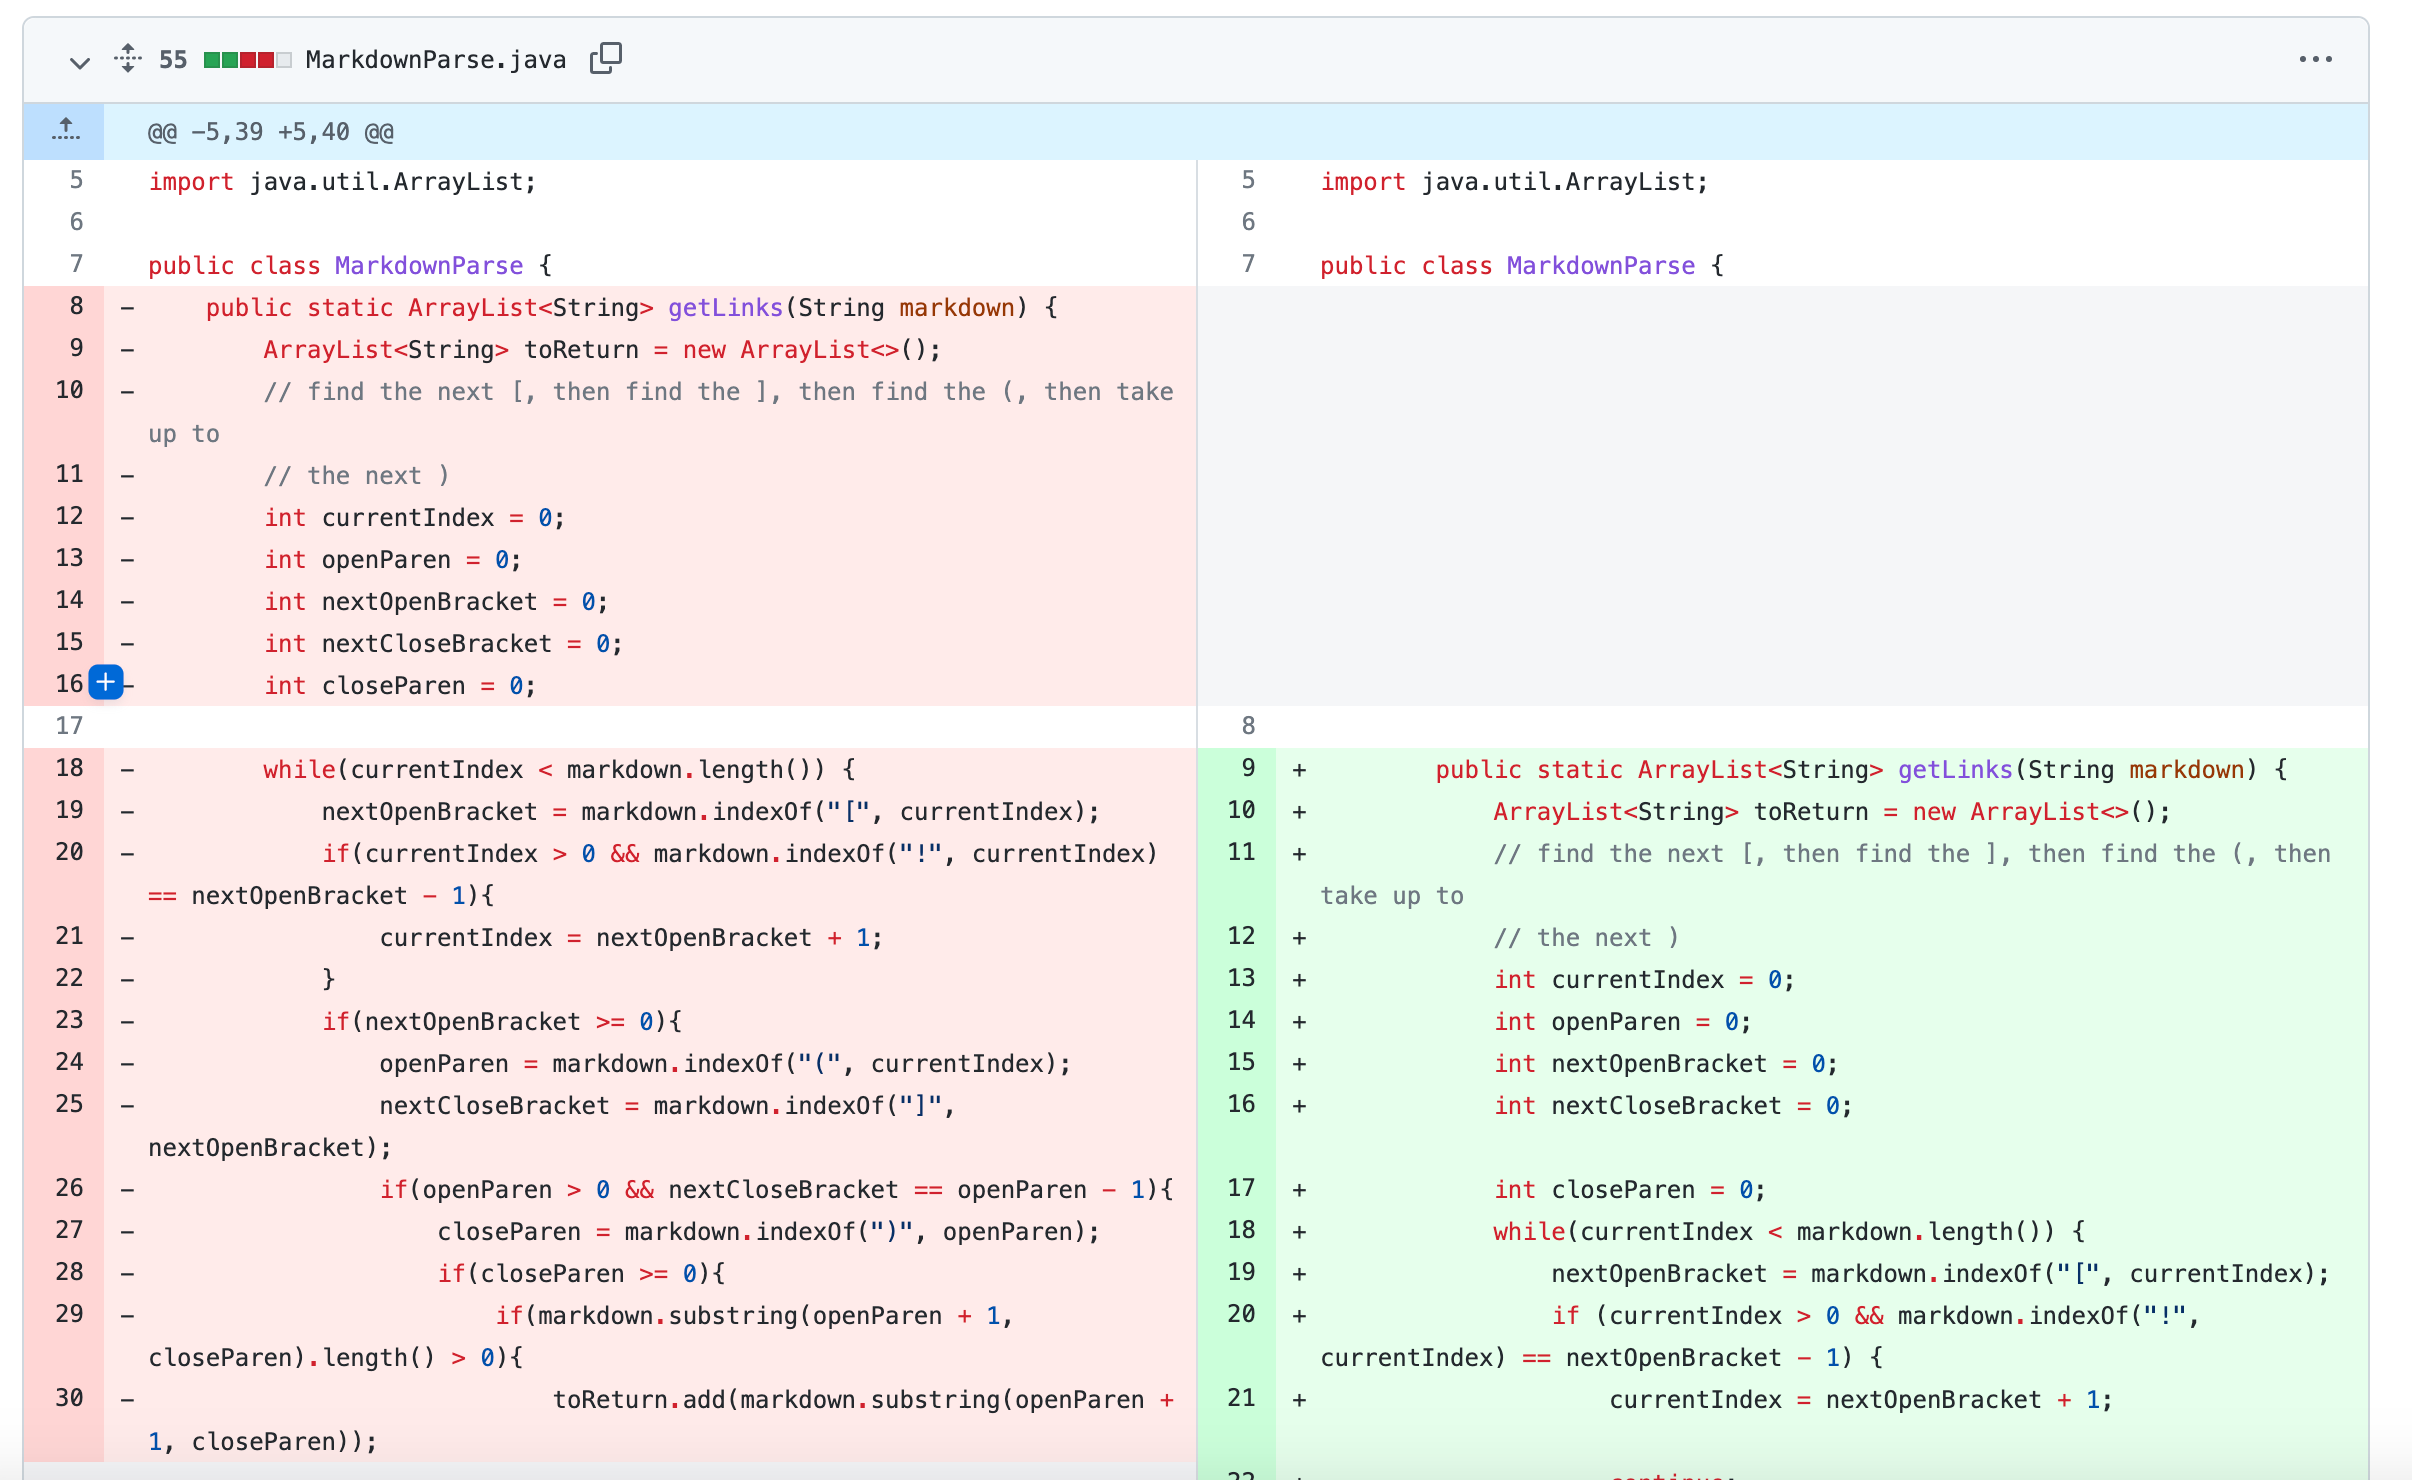 55 MarkdownParse.java
@@ -5,39 +5,40 @@
5 import java.util.ArrayList;
6
7 public class MarkdownParse {
8 - public static ArrayList<String> getLinks(String markdown) {
9 - ArrayList<String> toReturn = new ArrayList<>();
10 - // find the next [, then find the ], then find the (, then take
up to
11 - // the next )
12 - int currentIndex = 0;
13 - int openParen = 0;
14 - int nextOpenBracket = 0;
15 - int nextCloseBracket = 0;
16 - int closeParen = 0;
17
18 - while(currentIndex < markdown.length()) {
19 - nextOpenBracket = markdown.indexOf("[", currentIndex);
20 - if(currentIndex > 0 && markdown.indexOf("!", currentIndex)
== nextOpenBracket - 1){
21 - currentIndex = nextOpenBracket + 1;
22 - }
23 - if(nextOpenBracket >= 0){
24 - openParen = markdown.indexOf("(", currentIndex);
25 - nextCloseBracket = markdown.indexOf("]",
nextOpenBracket);
26 - if(openParen > 0 && nextCloseBracket == openParen - 1){
27 - closeParen = markdown.indexOf(")", openParen);
28 - if(closeParen >= 0){
29 - if(markdown.substring(openParen + 1,
closeParen).length() > 0){
30 - toReturn.add(markdown.substring(openParen +
1, closeParen));
5 import java.util.ArrayList;
6
7 public class MarkdownParse {
8
9 + public static ArrayList<String> getLinks(String markdown) {
10 + ArrayList<String> toReturn = new ArrayList<>();
11 + // find the next [, then find the ], then find the (, then
take up to
12 + // the next )
13 + int currentIndex = 0;
14 + int openParen = 0;
15 + int nextOpenBracket = 0;
16 + int nextCloseBracket = 0;
17 + int closeParen = 0;
18 + while(currentIndex < markdown.length()) {
19 + nextOpenBracket = markdown.indexOf("[", currentIndex);
20 + if (currentIndex > 0 && markdown.indexOf("!",
currentIndex) == nextOpenBracket - 1) {
21 + currentIndex = nextOpenBracket + 1;
22 + continue;